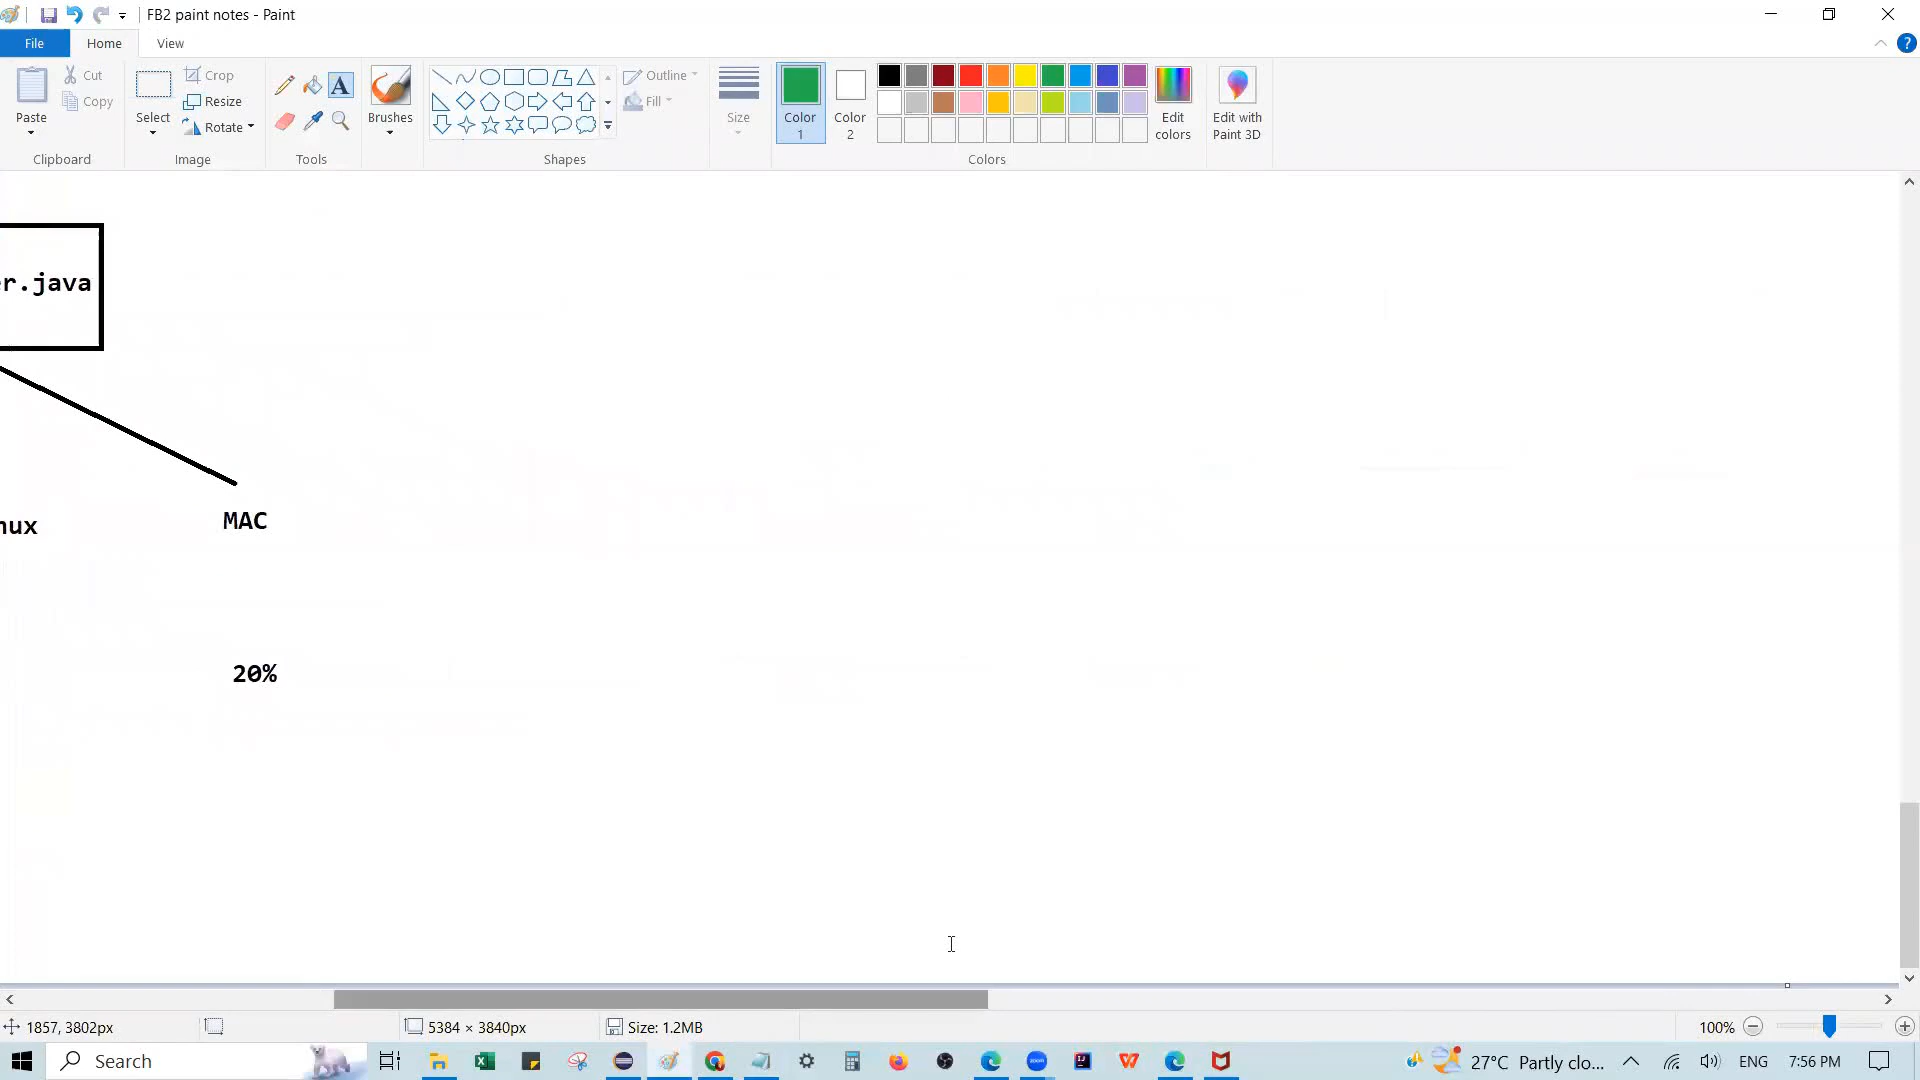 FB2 paint notes - Paint
File
Home
View
Paste
Cut
Copy
Clipboard
Select
Crop
Resize
Rotate
Image
A
Tools
Brushes
Outline
Fill
Shapes
Size
Color
1
Color
2
Edit
colors
Colors
Edit with
Paint 3D
er.java
nux
MAC
20%
1857, 3802px
5384 × 3840px
Size: 1.2MB
100%
Search
zoom
27°C Partly clo...
ENG
7:56 PM